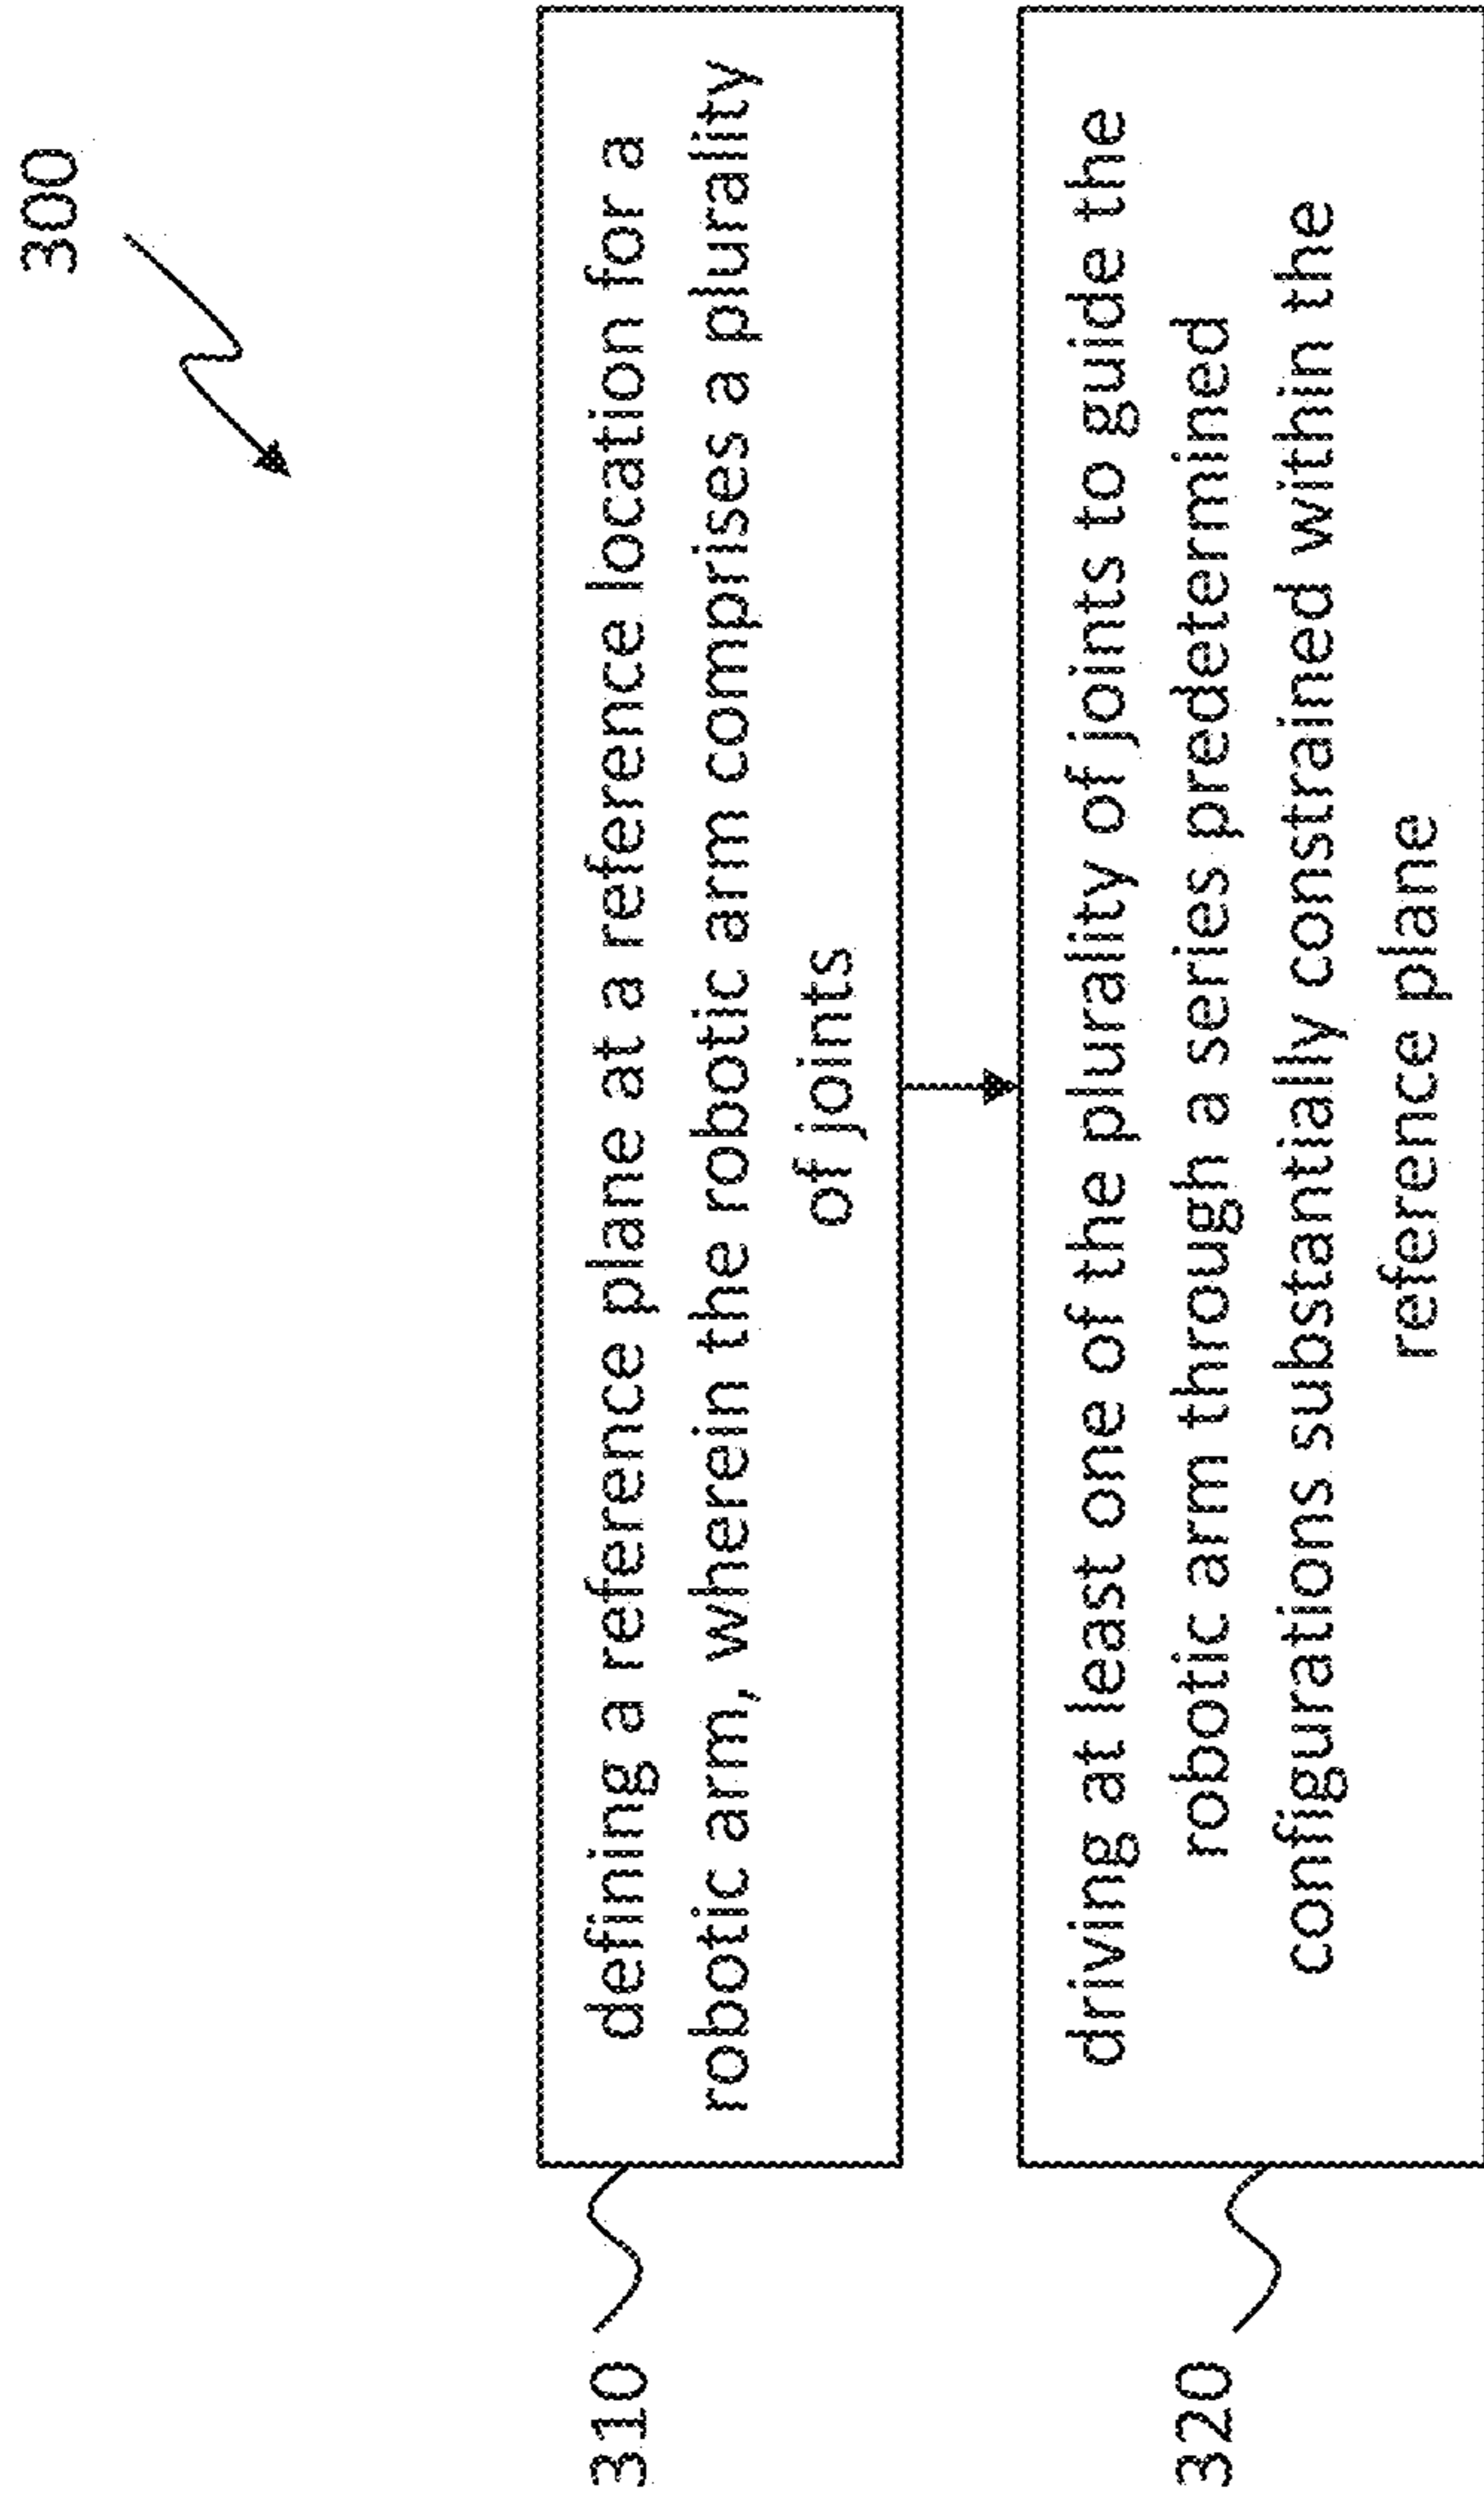 300
310
defining a reference plane at a reference location for a
robotic arm, wherein the robotic arm comprises a plurality
of joints
320
driving at least one of the plurality of joints to guide the
robotic arm through a series predetermined
configurations substantially constrained within the
reference plane